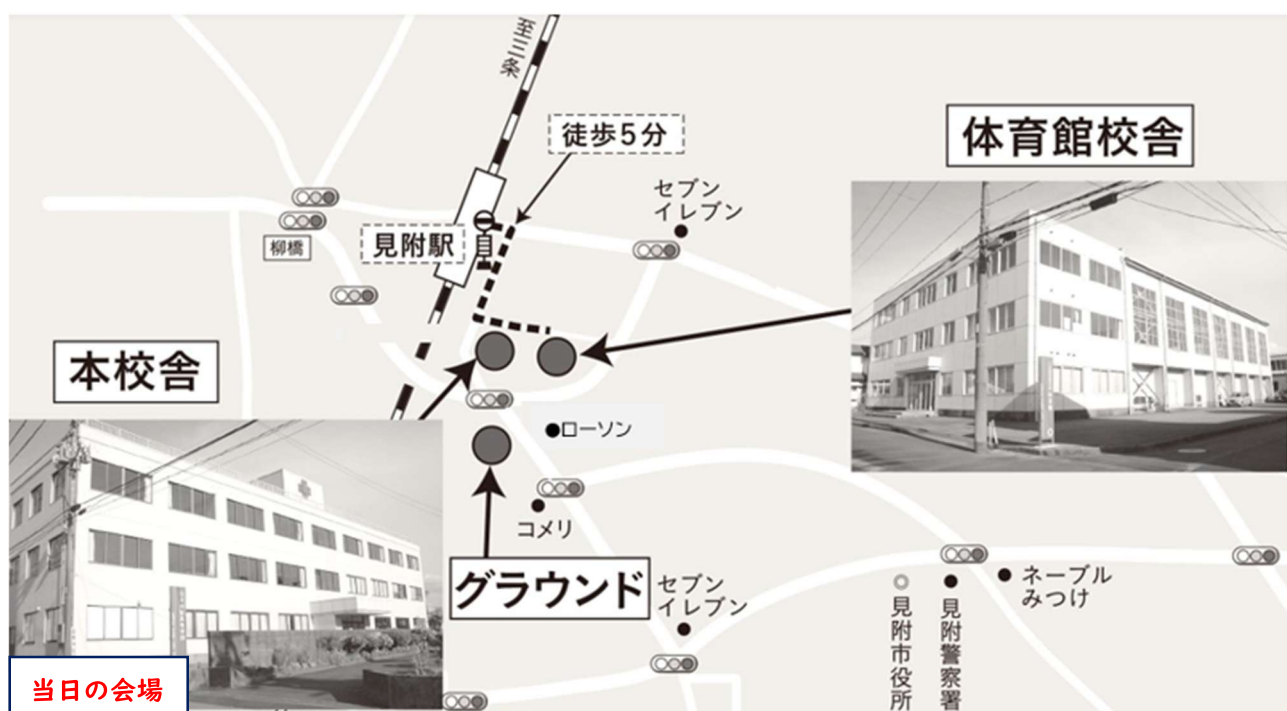 至三条
徒歩5分
体育館校舎
セブン
イレブン
見附駅
柳橋
本校舎
ローソン
コメリ
グラウンド
セブン
イレブン
ネーブル
みつけ
見附市役所
見附警察署
当日の会場